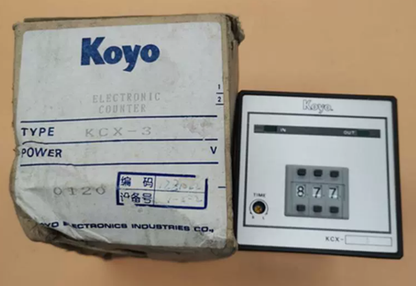 Koyo
ELECTRONIC
COUNTER
1
2
TYPE KCX-3
POWER V
0120
编码
设备号
KOYO ELECTRONICS INDUSTRIES CO.
Koyo
IN OUT
877
TIME
KCX-